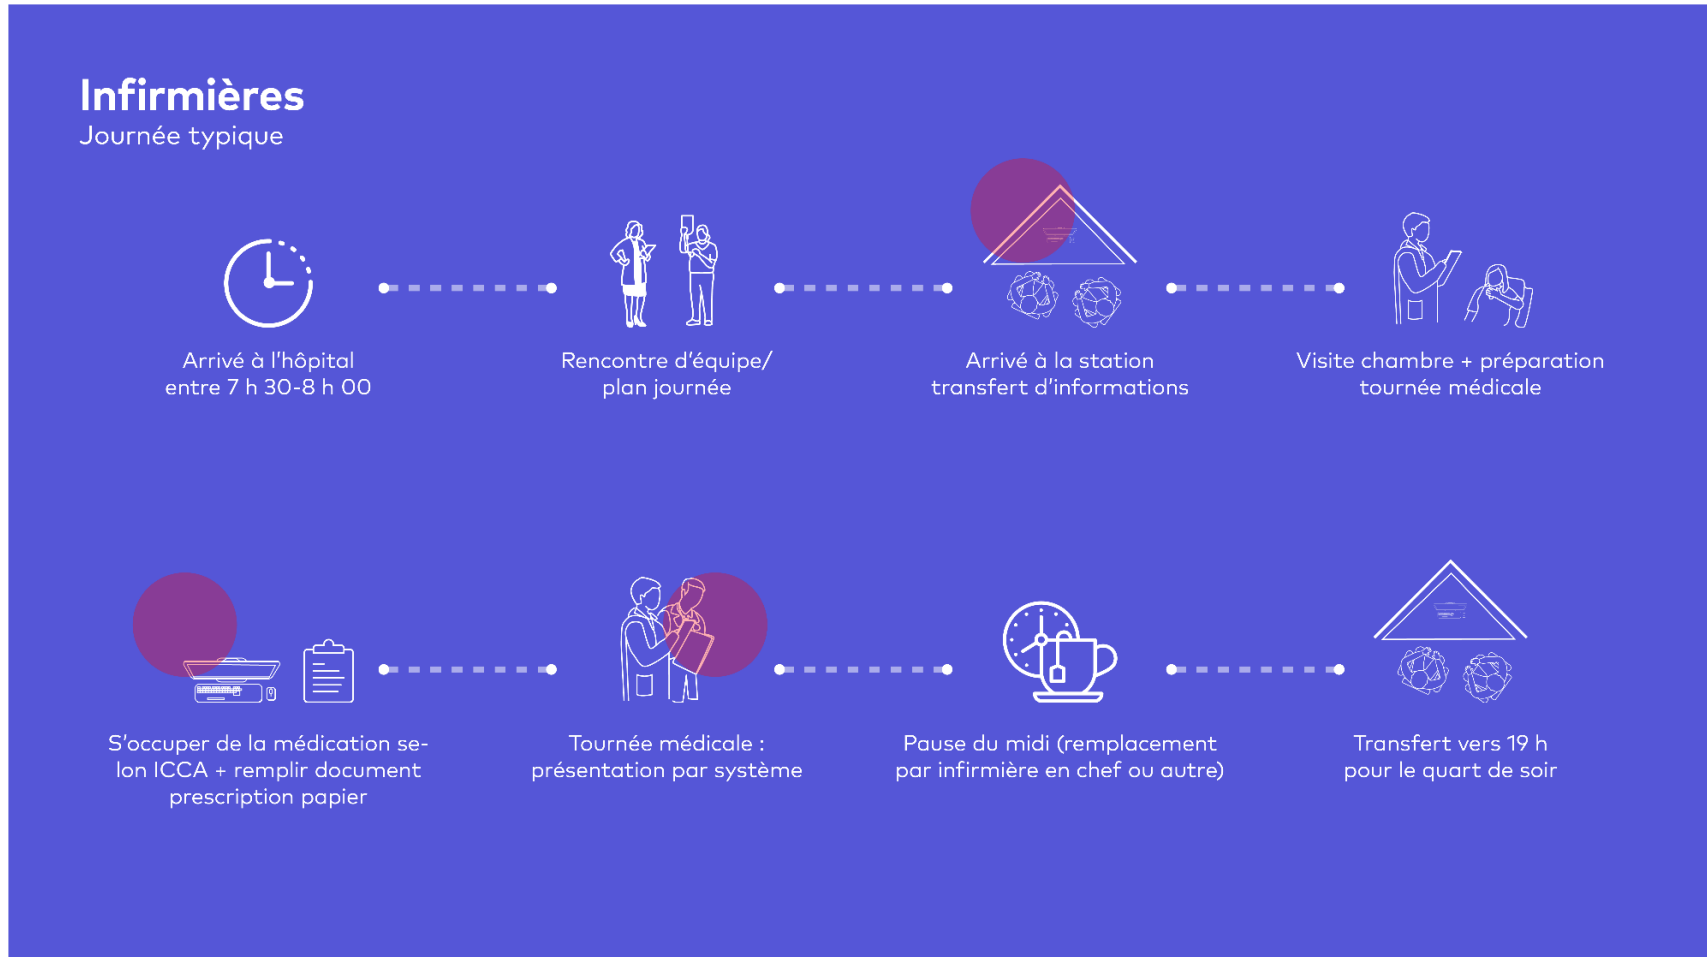 Infirmières
Journée typique
Arrivé à l'hôpital
entre 7 h 30-8 h 00
Rencontre d'équipe/
plan journée
Arrivé à la station
transfert d'informations
Visite chambre + préparation
tournée médicale
S'occuper de la médication se-
lon ICCA + remplir document
prescription papier
Tournée médicale :
présentation par système
Pause du midi (remplacement
par infirmière en chef ou autre)
Transfert vers 19 h
pour le quart de soir